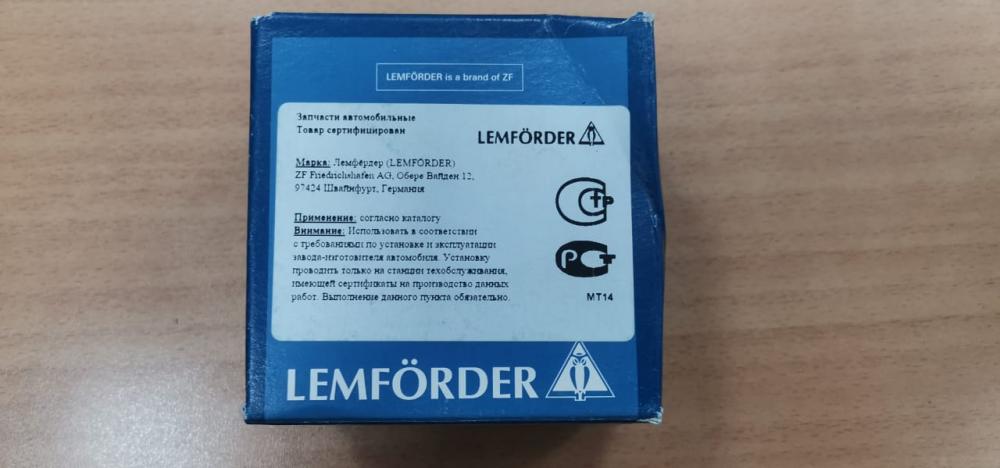 LEMFÖRDER is a brand of ZF
Запчасти автомобильные
Товар сертифицирован
LEMFÖRDER
Марка: Лемфёрдер (LEMFÖRDER)
ZF Friedrichshafen AG, Обере Вайден 12,
97424 Швайнфурт, Германия
Применение: согласно каталогу
Внимание: Использовать в соответствии
с требованиями по установке и эксплуатации
завода-изготовителя автомобиля. Установку
проводить только на станции техобслуживания,
имеющей сертификаты на производство данных
работ. Выполнение данного пункта обязательно.
МТ14
LEMFÖRDER